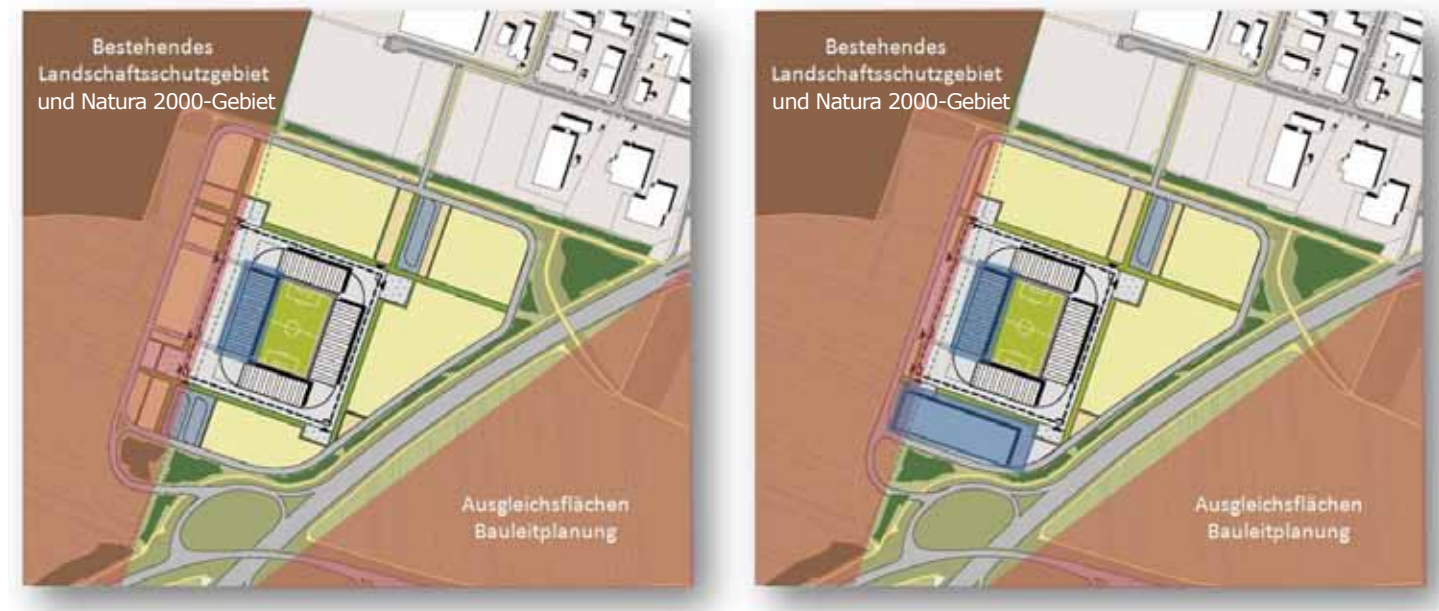 Bestehendes
Landschaftsschutzgebiet
und Natura 2000-Gebiet
Ausgleichsflächen
Bauleitplanung
Bestehendes
Landschaftsschutzgebiet
und Natura 2000-Gebiet
Ausgleichsflächen
Bauleitplanung